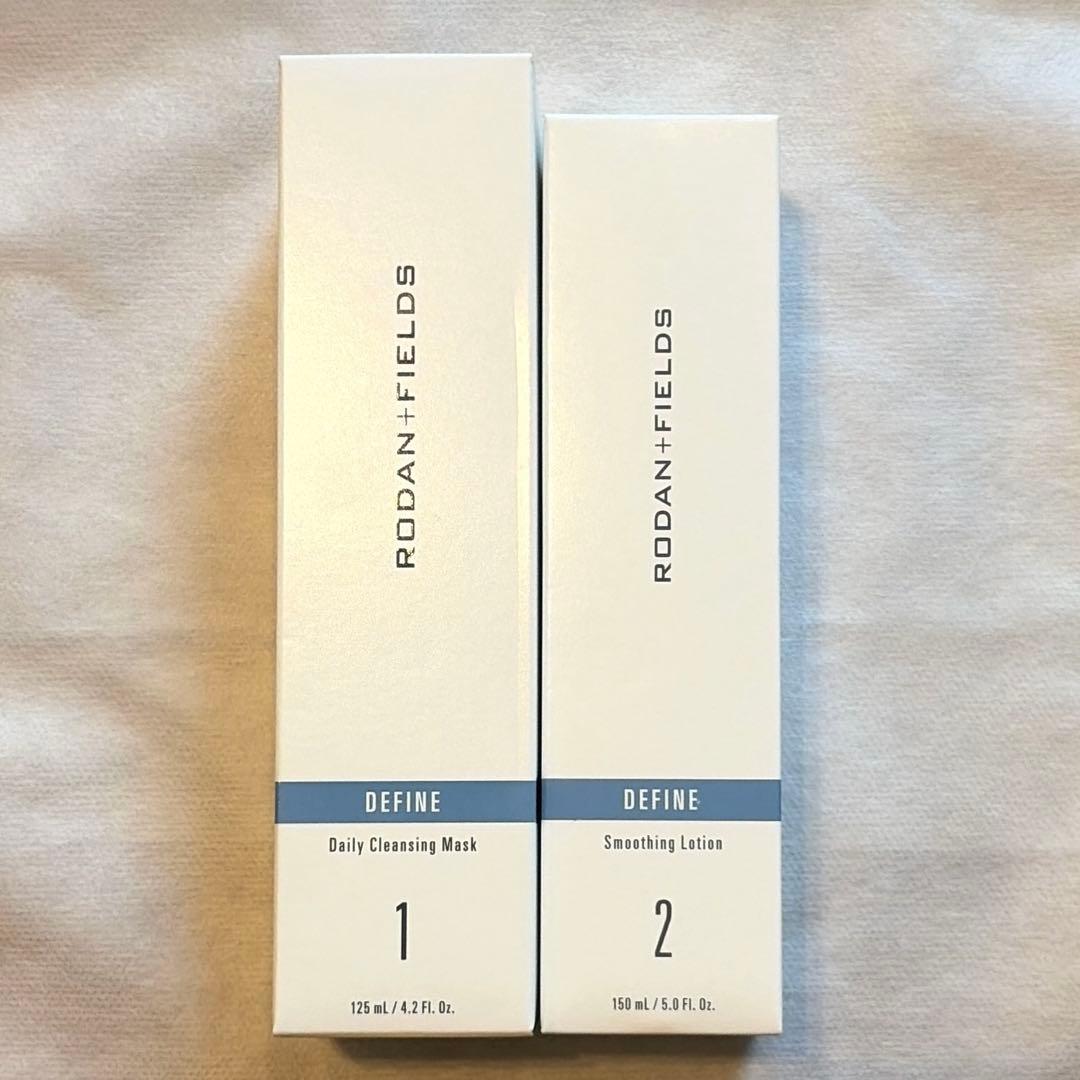 RODAN+FIELDS
DEFINE
Daily Cleansing Mask
1
125 mL / 4.2 Fl. Oz.
RODAN+FIELDS
DEFINE
Smoothing Lotion
2
150 mL / 5.0 Fl. Oz.